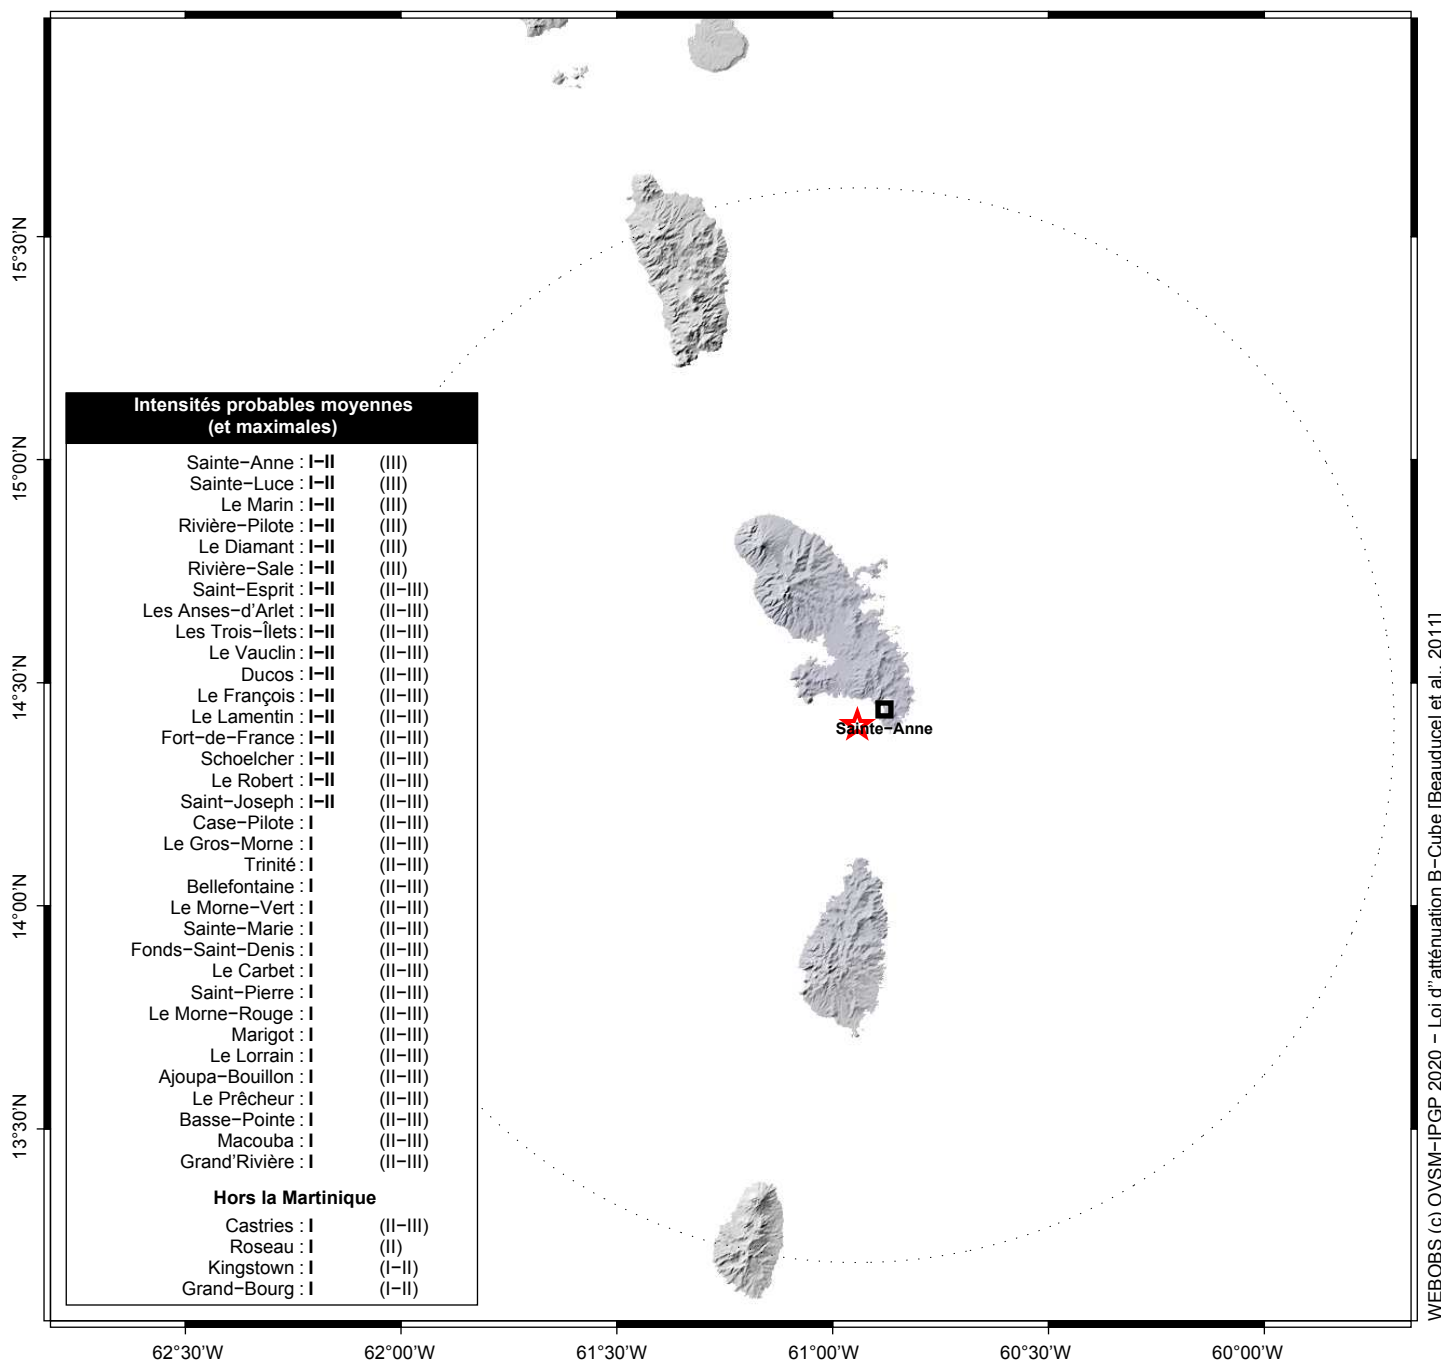 15°30'N
15°00'N
14°30'N
14°00'N
13°30'N
Intensités probables moyennes
(et maximales)
Sainte−Anne : I−II (III)
Sainte−Luce : I−II (III)
Le Marin : I−II (III)
Rivière−Pilote : I−II (III)
Le Diamant : I−II (III)
Rivière−Sale : I−II (III)
Saint−Esprit : I−II (II−III)
Les Anses−d'Arlet : I−II (II−III)
Les Trois−Îlets : I−II (II−III)
Le Vauclin : I−II (II−III)
Ducos : I−II (II−III)
Le François : I−II (II−III)
Le Lamentin : I−II (II−III)
Fort−de−France : I−II (II−III)
Schoelcher : I−II (II−III)
Le Robert : I−II (II−III)
Saint−Joseph : I−II (II−III)
Case−Pilote : I (II−III)
Le Gros−Morne : I (II−III)
Trinité : I (II−III)
Bellefontaine : I (II−III)
Le Morne−Vert : I (II−III)
Sainte−Marie : I (II−III)
Fonds−Saint−Denis : I (II−III)
Le Carbet : I (II−III)
Saint−Pierre : I (II−III)
Le Morne−Rouge : I (II−III)
Marigot : I (II−III)
Le Lorrain : I (II−III)
Ajoupa−Bouillon : I (II−III)
Le Prêcheur : I (II−III)
Basse−Pointe : I (II−III)
Macouba : I (II−III)
Grand'Rivière : I (II−III)
Hors la Martinique
Castries : I (II−III)
Roseau : I (II)
Kingstown : I (I−II)
Grand−Bourg : I (I−II)
Sainte−Anne
62°30'W 62°00'W 61°30'W 61°00'W 60°30'W 60°00'W
WEBOBS (c) OVSM−IPGP 2020 − Loi d''atténuation B−Cube [Beauducel et al., 2011]